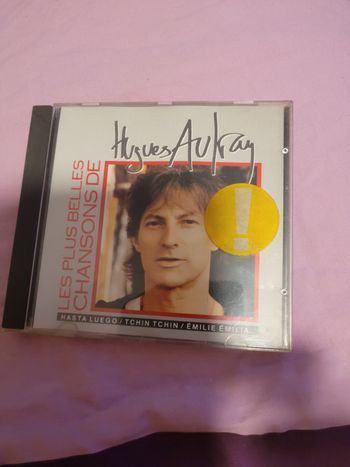 Hugues Aufray
LES PLUS BELLES
CHANSONS DE
!
HASTA LUEGO / TCHIN TCHIN / ÉMILIE ÉMILIA